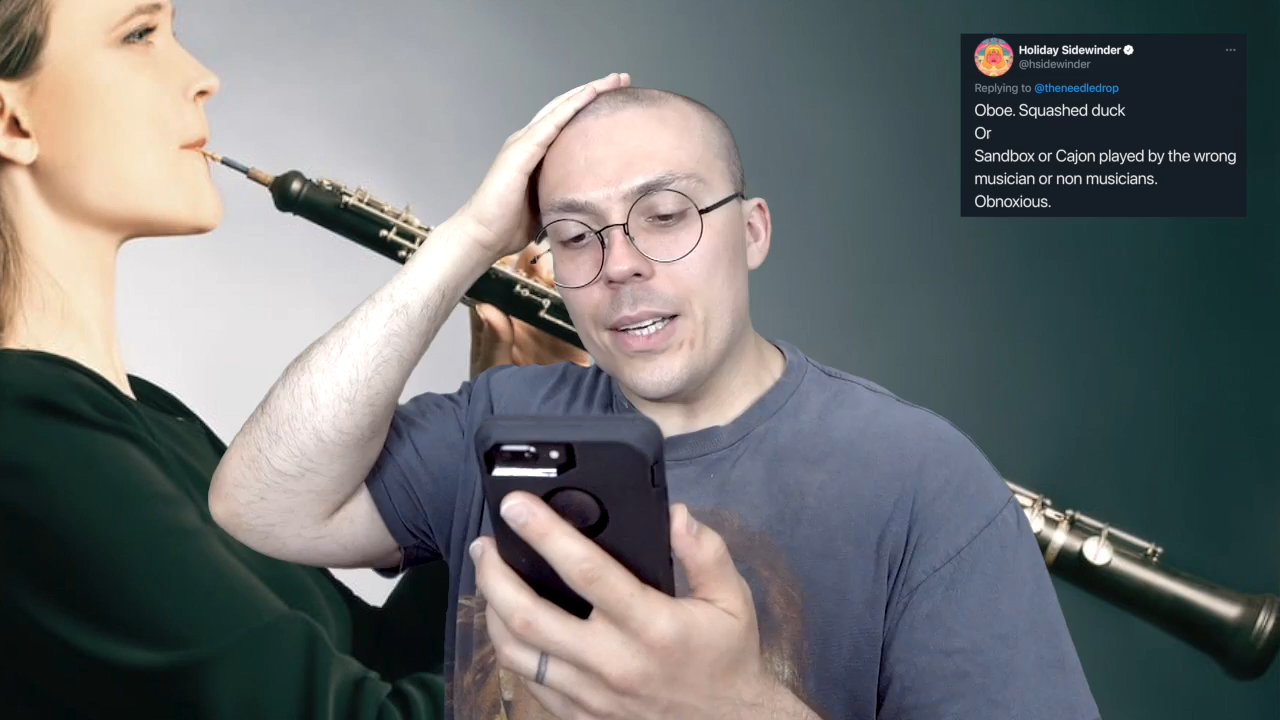 Holiday Sidewinder
@hsidewinder
Replying to @theneedledrop
Oboe. Squashed duck
Or
Sandbox or Cajon played by the wrong
musician or non musicians.
Obnoxious.